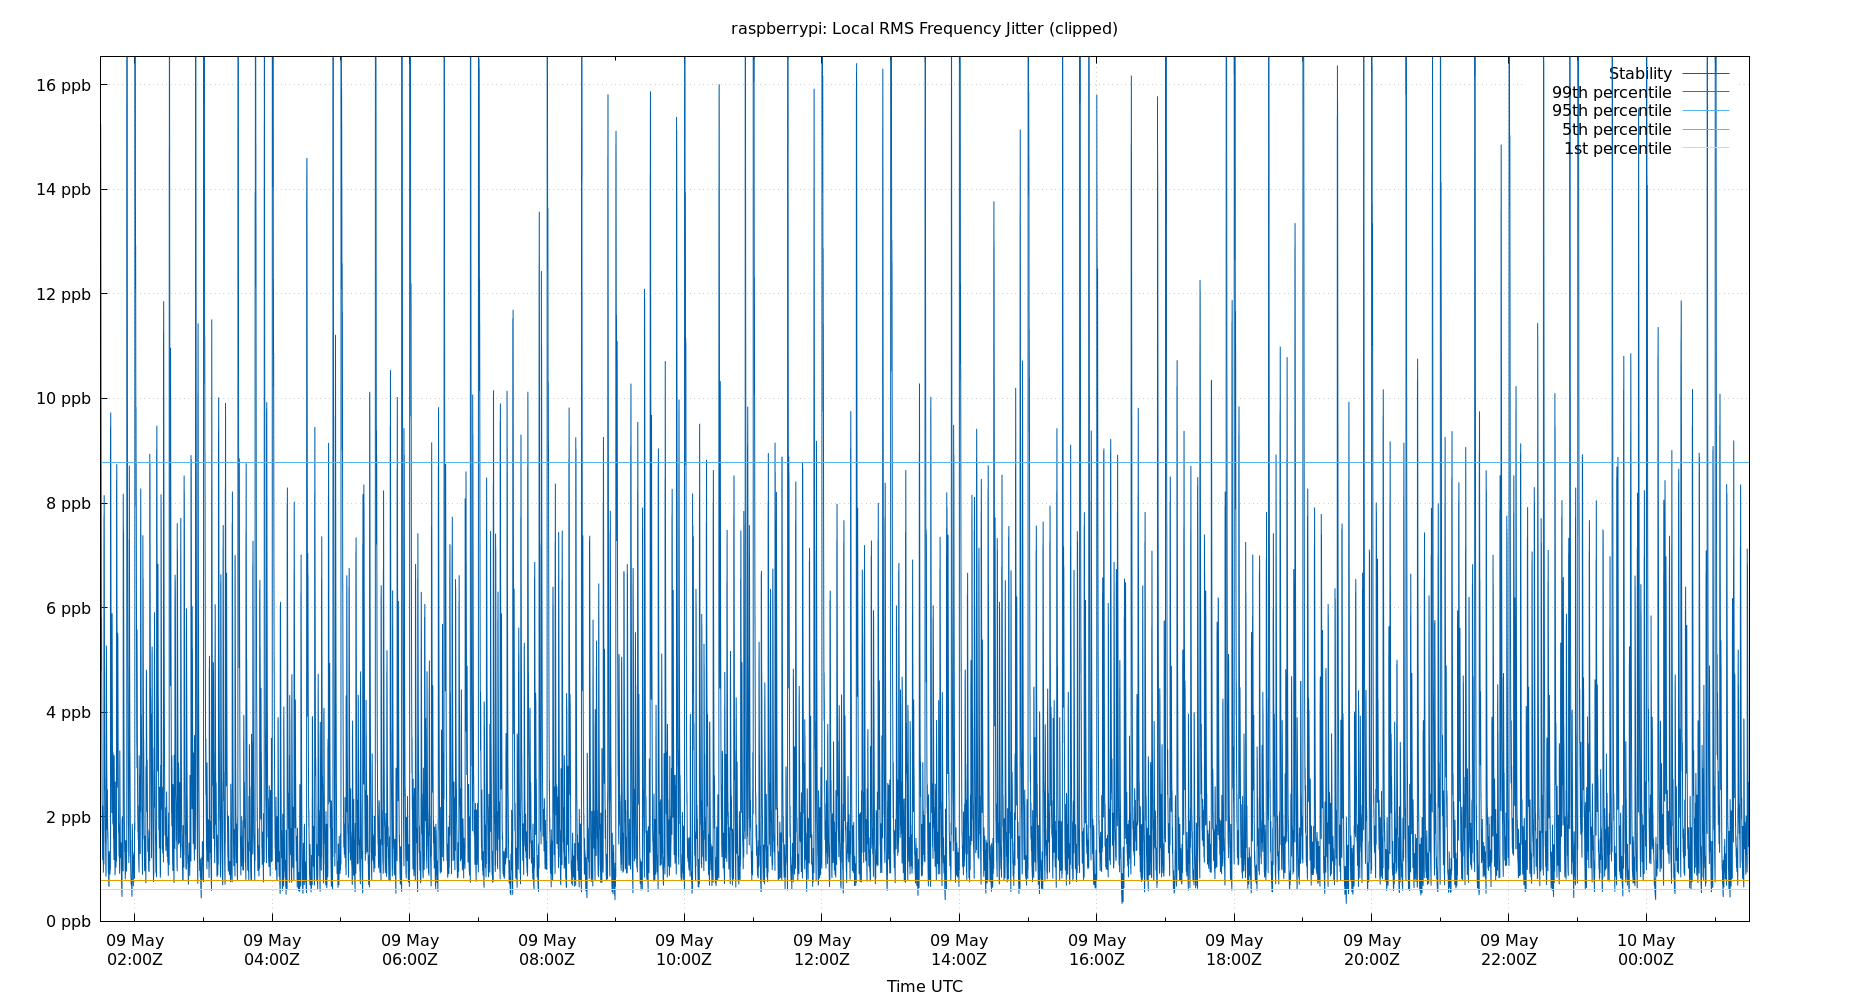 raspberrypi: Local RMS Frequency Jitter (clipped)
16 ppb
14 ppb
12 ppb
10 ppb
8 ppb
6 ppb
4 ppb
2 ppb
0 ppb
Stability
99th percentile
95th percentile
5th percentile
1st percentile
09 May 09 May 09 May 09 May 09 May 09 May 09 May 09 May 09 May 09 May 09 May 10 May
02:00Z 04:00Z 06:00Z 08:00Z 10:00Z 12:00Z 14:00Z 16:00Z 18:00Z 20:00Z 22:00Z 00:00Z
Time UTC